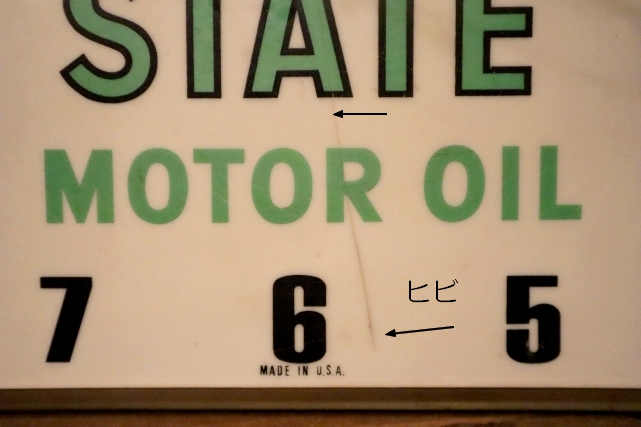 STATE
MOTOR OIL
ヒビ
7 6 5
MADE IN U.S.A.